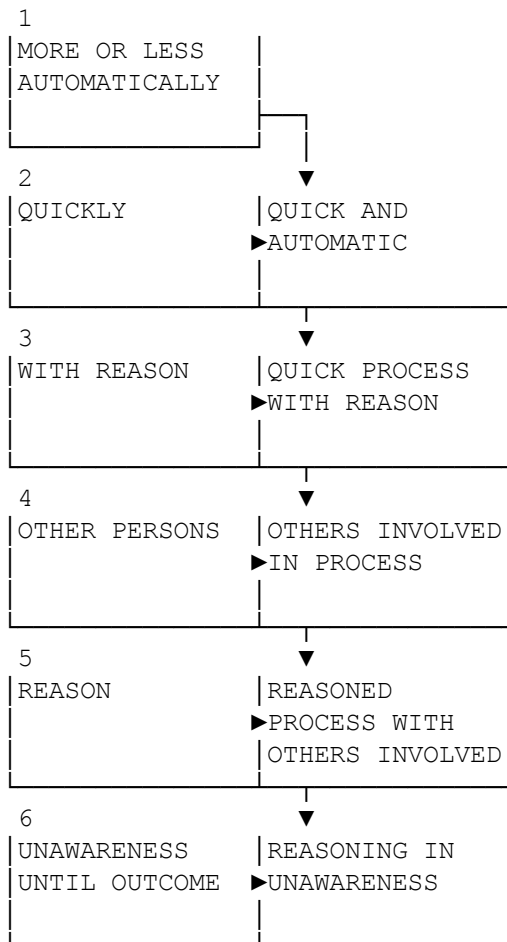 1
MORE OR LESS
AUTOMATICALLY
2
QUICKLY QUICK AND
AUTOMATIC
3
WITH REASON QUICK PROCESS
WITH REASON
4
OTHER PERSONS OTHERS INVOLVED
IN PROCESS
5
REASON REASONED
PROCESS WITH
OTHERS INVOLVED
6
UNAWARENESS REASONING IN
UNTIL OUTCOME UNAWARENESS